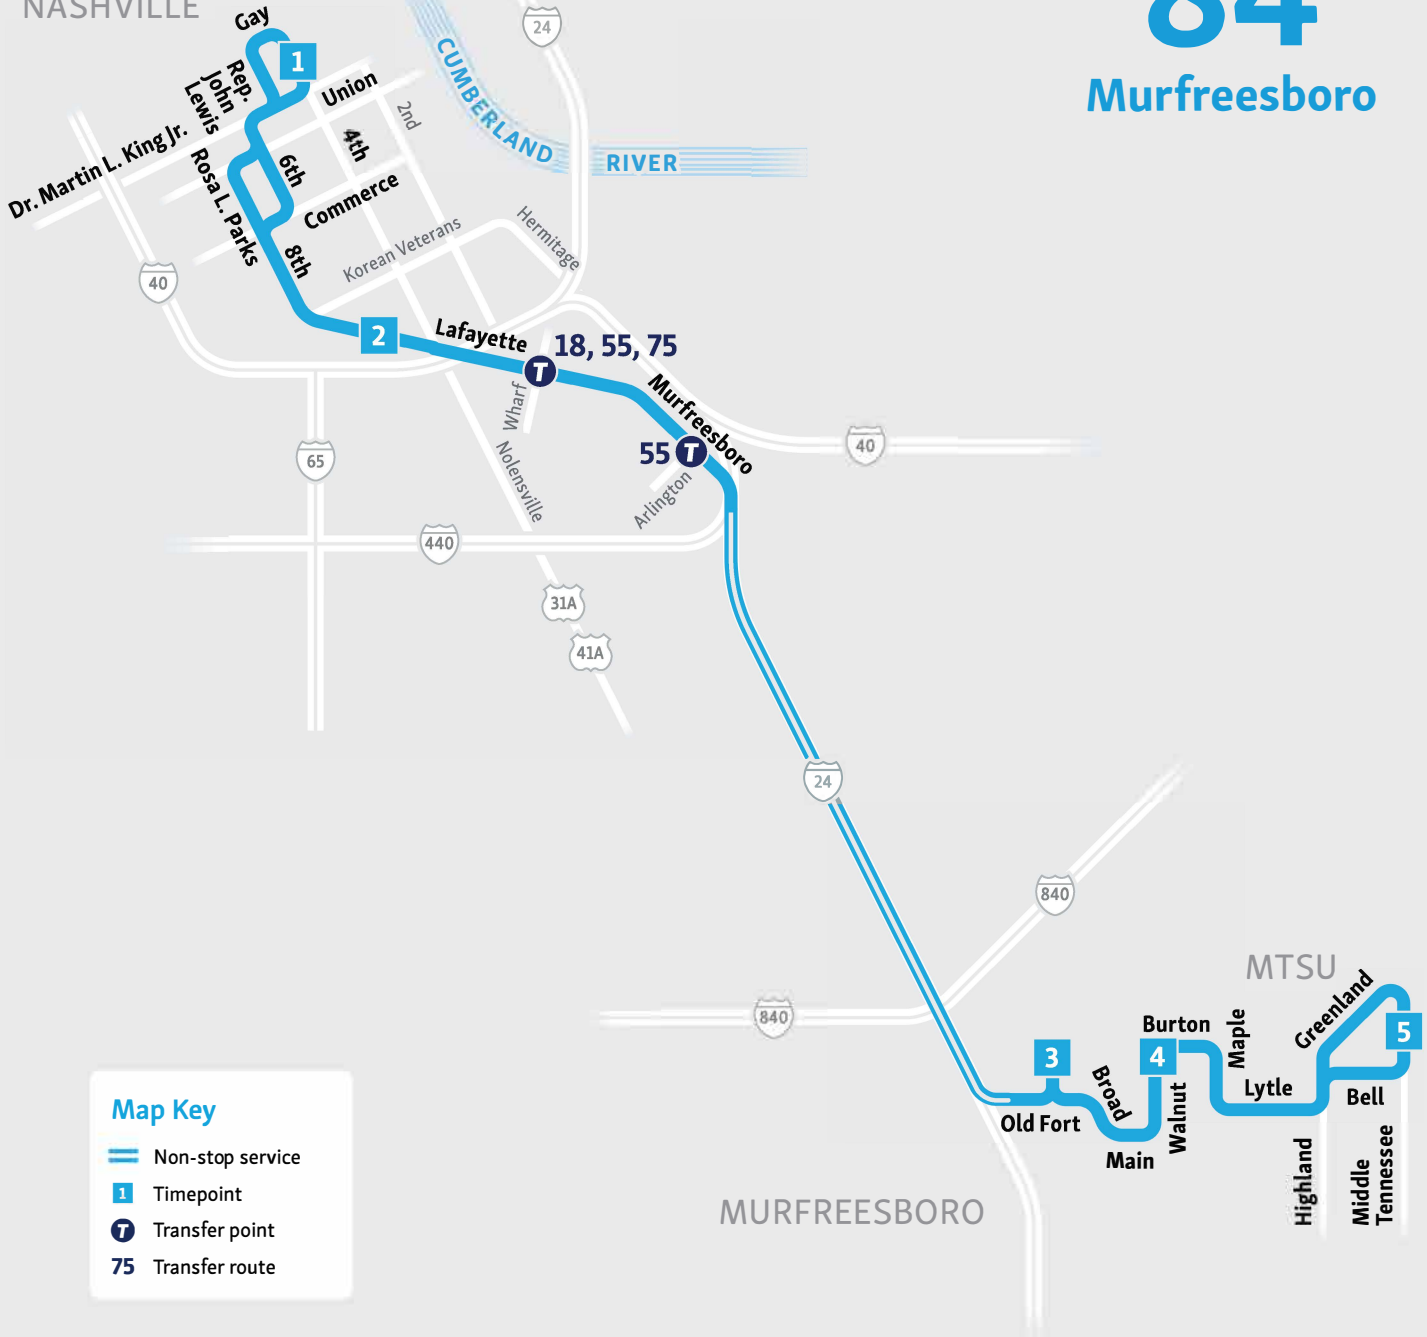 NASHVILLE
84
Murfreesboro
Gay
1
Rep.
John
Lewis
Union
2nd
24
CUMBERLAND
RIVER
Dr. Martin L. King Jr.
4th
6th
Rosa L. Parks
Commerce
8th
Korean Veterans
Hermitage
40
2
Lafayette
18, 55, 75
T
Wharf
Murfreesboro
55
T
Arlington
40
65
Nolensville
440
31A
41A
24
840
840
MTSU
Greenland
5
Burton
Maple
3
4
Broad
Walnut
Lytle
Bell
Old Fort
Main
Highland
Middle
Tennessee
MURFREESBORO
Map Key
Non-stop service
1 Timepoint
T Transfer point
75 Transfer route